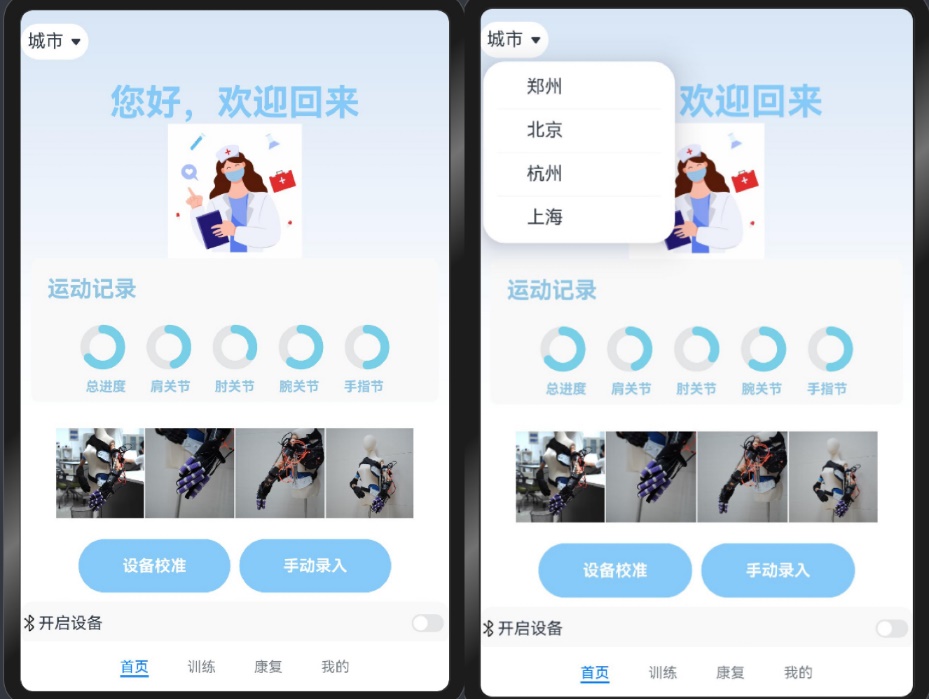 城市
您好，欢迎回来
运动记录
总进度 肩关节 肘关节 腕关节 手指节
设备校准 手动录入
开启设备
首页 训练 康复 我的
城市
郑州
北京
杭州
上海
欢迎回来
运动记录
总进度 肩关节 肘关节 腕关节 手指节
设备校准 手动录入
开启设备
首页 训练 康复 我的